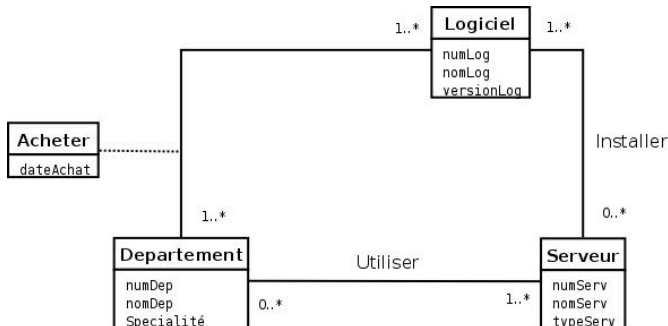 Logiciel
1..*
1..*
numLog
nomLog
versionLog
Acheter
dateAchat
Installer
1..*
0..*
Departement
Utiliser
Serveur
numDep
nomDep
Specialité
0..*
1..*
numServ
nomServ
typeServ